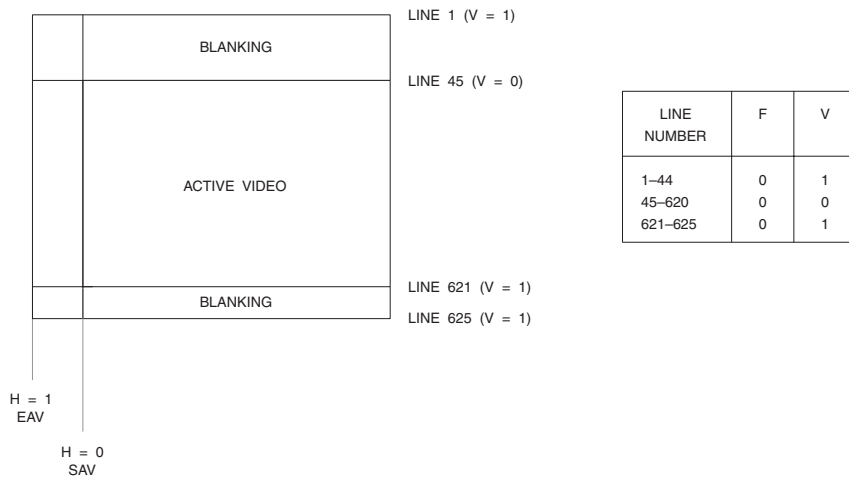 LINE 1 (V = 1)
BLANKING
LINE 45 (V = 0)
ACTIVE VIDEO
BLANKING
LINE 621 (V = 1)
LINE 625 (V = 1)
H = 1
EAV
H = 0
SAV
LINE
NUMBER
F
V
1–44 0 1
45–620 0 0
621–625 0 1